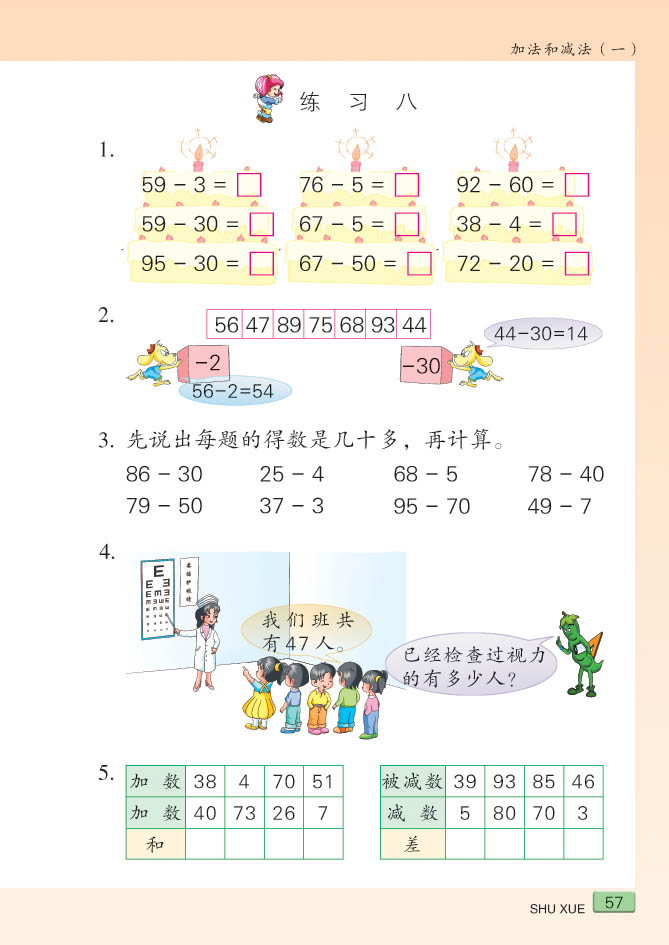 加法和减法（一）
练 习 八
1.
59 − 3 = □ 76 − 5 = □ 92 − 60 = □
59 − 30 = □ 67 − 5 = □ 38 − 4 = □
95 − 30 = □ 67 − 50 = □ 72 − 20 = □
2.
56 47 89 75 68 93 44
44−30=14
−2
−30
56−2=54
3. 先说出每题的得数是几十多，再计算。
86 − 30 25 − 4 68 − 5 78 − 40
79 − 50 37 − 3 95 − 70 49 − 7
4.
E
我们班共
有47人。
已经检查过视力
的有多少人？
5.
加 数 38 4 70 51
加 数 40 73 26 7
和
被减数 39 93 85 46
减 数 5 80 70 3
差
SHU XUE 57